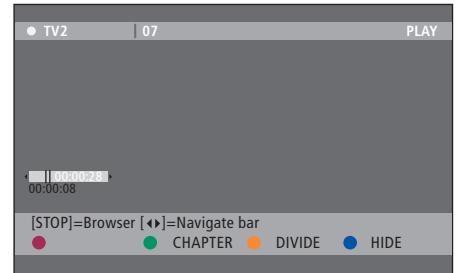 TV2 07 PLAY
00:00:28
00:00:08
[STOP]=Browser [◂▸]=Navigate bar
CHAPTER DIVIDE HIDE